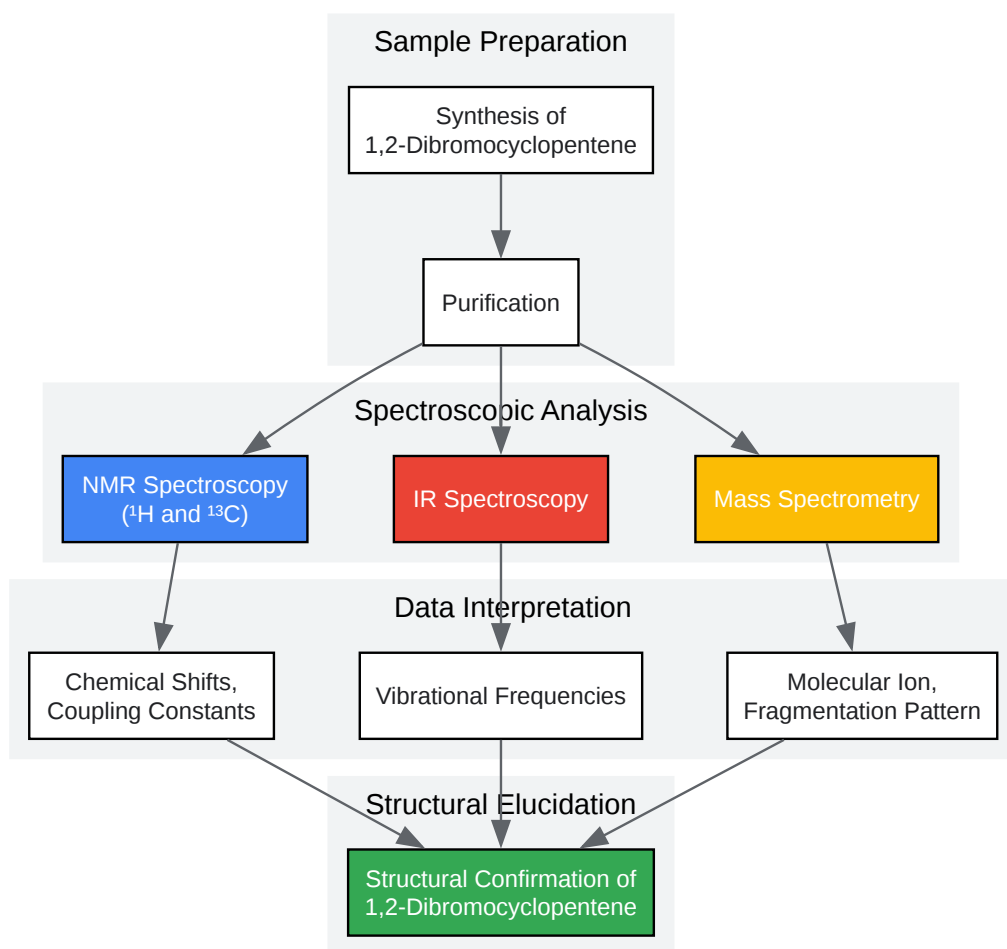 Sample Preparation
Synthesis of
1,2-Dibromocyclopentene
Purification
Spectroscopic Analysis
NMR Spectroscopy
(¹H and ¹³C)
IR Spectroscopy
Mass Spectrometry
Data Interpretation
Chemical Shifts,
Coupling Constants
Vibrational Frequencies
Molecular Ion,
Fragmentation Pattern
Structural Elucidation
Structural Confirmation of
1,2-Dibromocyclopentene